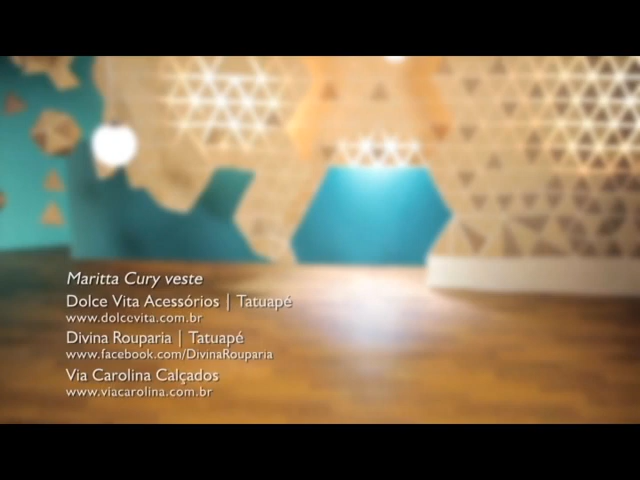 Maritta Cury veste
Dolce Vita Acessórios | Tatuapé
www.dolcevita.com.br
Divina Rouparia | Tatuapé
www.facebook.com/DivinaRouparia
Via Carolina Calçados
www.viacarolina.com.br